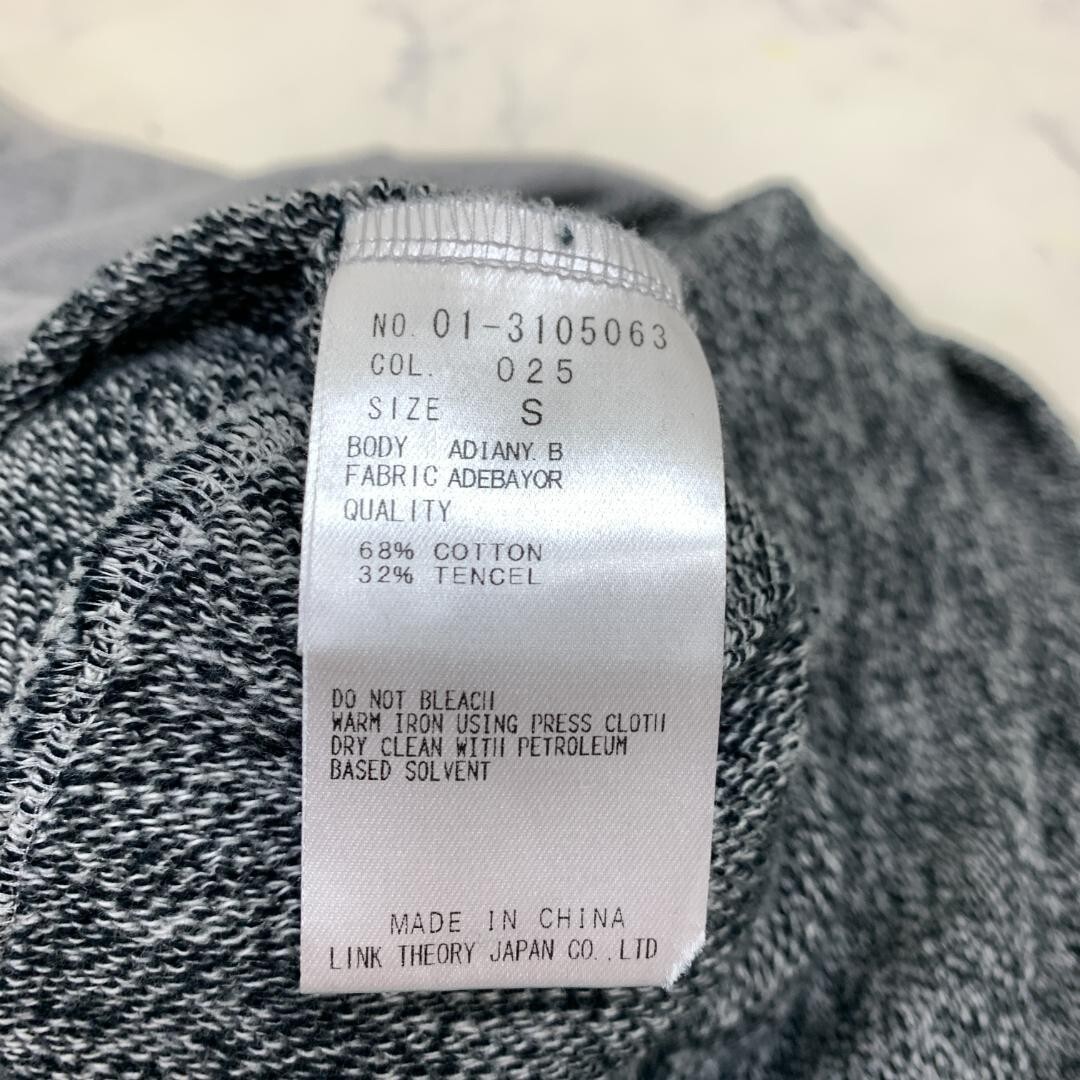 NO. 01-3105063
COL. 025
SIZE S
BODY ADIANY. B
FABRIC ADEBAYOR
QUALITY
68% COTTON
32% TENCEL
DO NOT BLEACH
WARM IRON USING PRESS CLOTH
DRY CLEAN WITH PETROLEUM
BASED SOLVENT
MADE IN CHINA
LINK THEORY JAPAN CO.,LTD